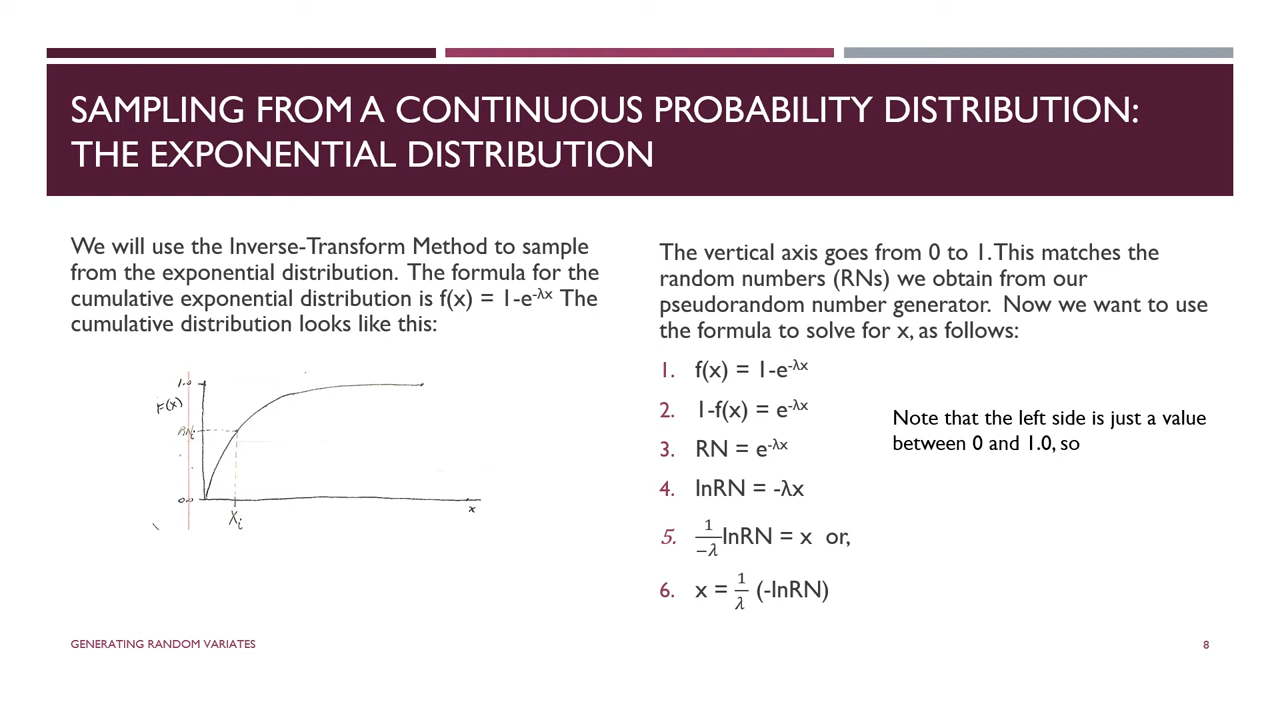 SAMPLING FROM A CONTINUOUS PROBABILITY DISTRIBUTION:
THE EXPONENTIAL DISTRIBUTION
We will use the Inverse-Transform Method to sample
from the exponential distribution. The formula for the
cumulative exponential distribution is f(x) = 1-e^-λx The
cumulative distribution looks like this:
1.0
F(x)
RNi
0.0
Xi
x
The vertical axis goes from 0 to 1. This matches the
random numbers (RNs) we obtain from our
pseudorandom number generator. Now we want to use
the formula to solve for x, as follows:
1. f(x) = 1-e^-λx
2. 1-f(x) = e^-λx
3. RN = e^-λx
4. lnRN = -λx
5. 1/−λ lnRN = x or,
6. x = 1/λ (-lnRN)
Note that the left side is just a value
between 0 and 1.0, so
GENERATING RANDOM VARIATES
8